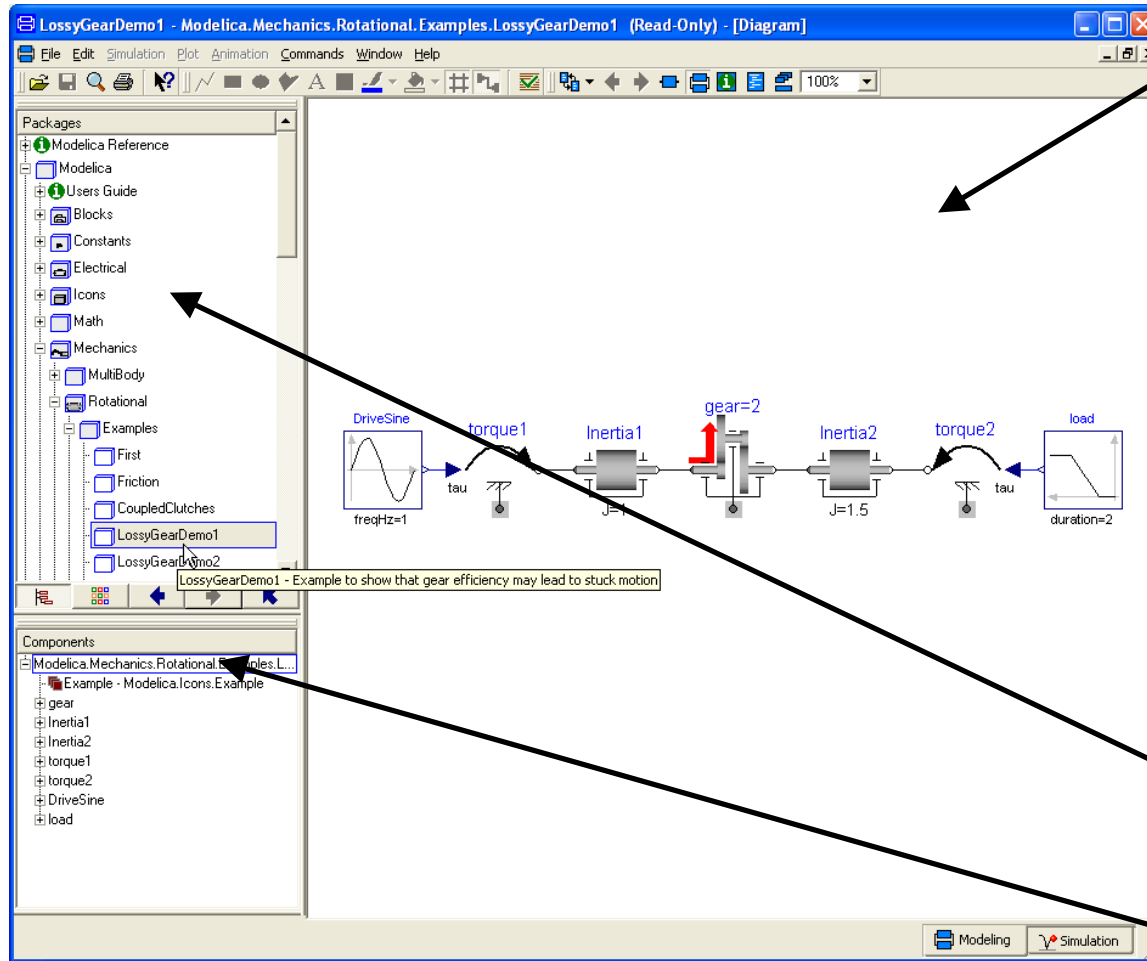 LossyGearDemo1 - Modelica.Mechanics.Rotational.Examples.LossyGearDemo1 (Read-Only) - [Diagram]
File Edit Simulation Plot Animation Commands Window Help
100%
Packages
Modelica Reference
Modelica
Users Guide
Blocks
Constants
Electrical
Icons
Math
Mechanics
MultiBody
Rotational
Examples
First
Friction
CoupledClutches
LossyGearDemo1
LossyGearDemo2
LossyGearDemo1 - Example to show that gear efficiency may lead to stuck motion
Components
Modelica.Mechanics.Rotational.Examples.L...
Example - Modelica.Icons.Example
gear
Inertia1
Inertia2
torque1
torque2
DriveSine
load
DriveSine
freqHz=1
torque1
tau
Inertia1
J=1
gear=2
Inertia2
J=1.5
torque2
tau
load
duration=2
Modeling
Simulation